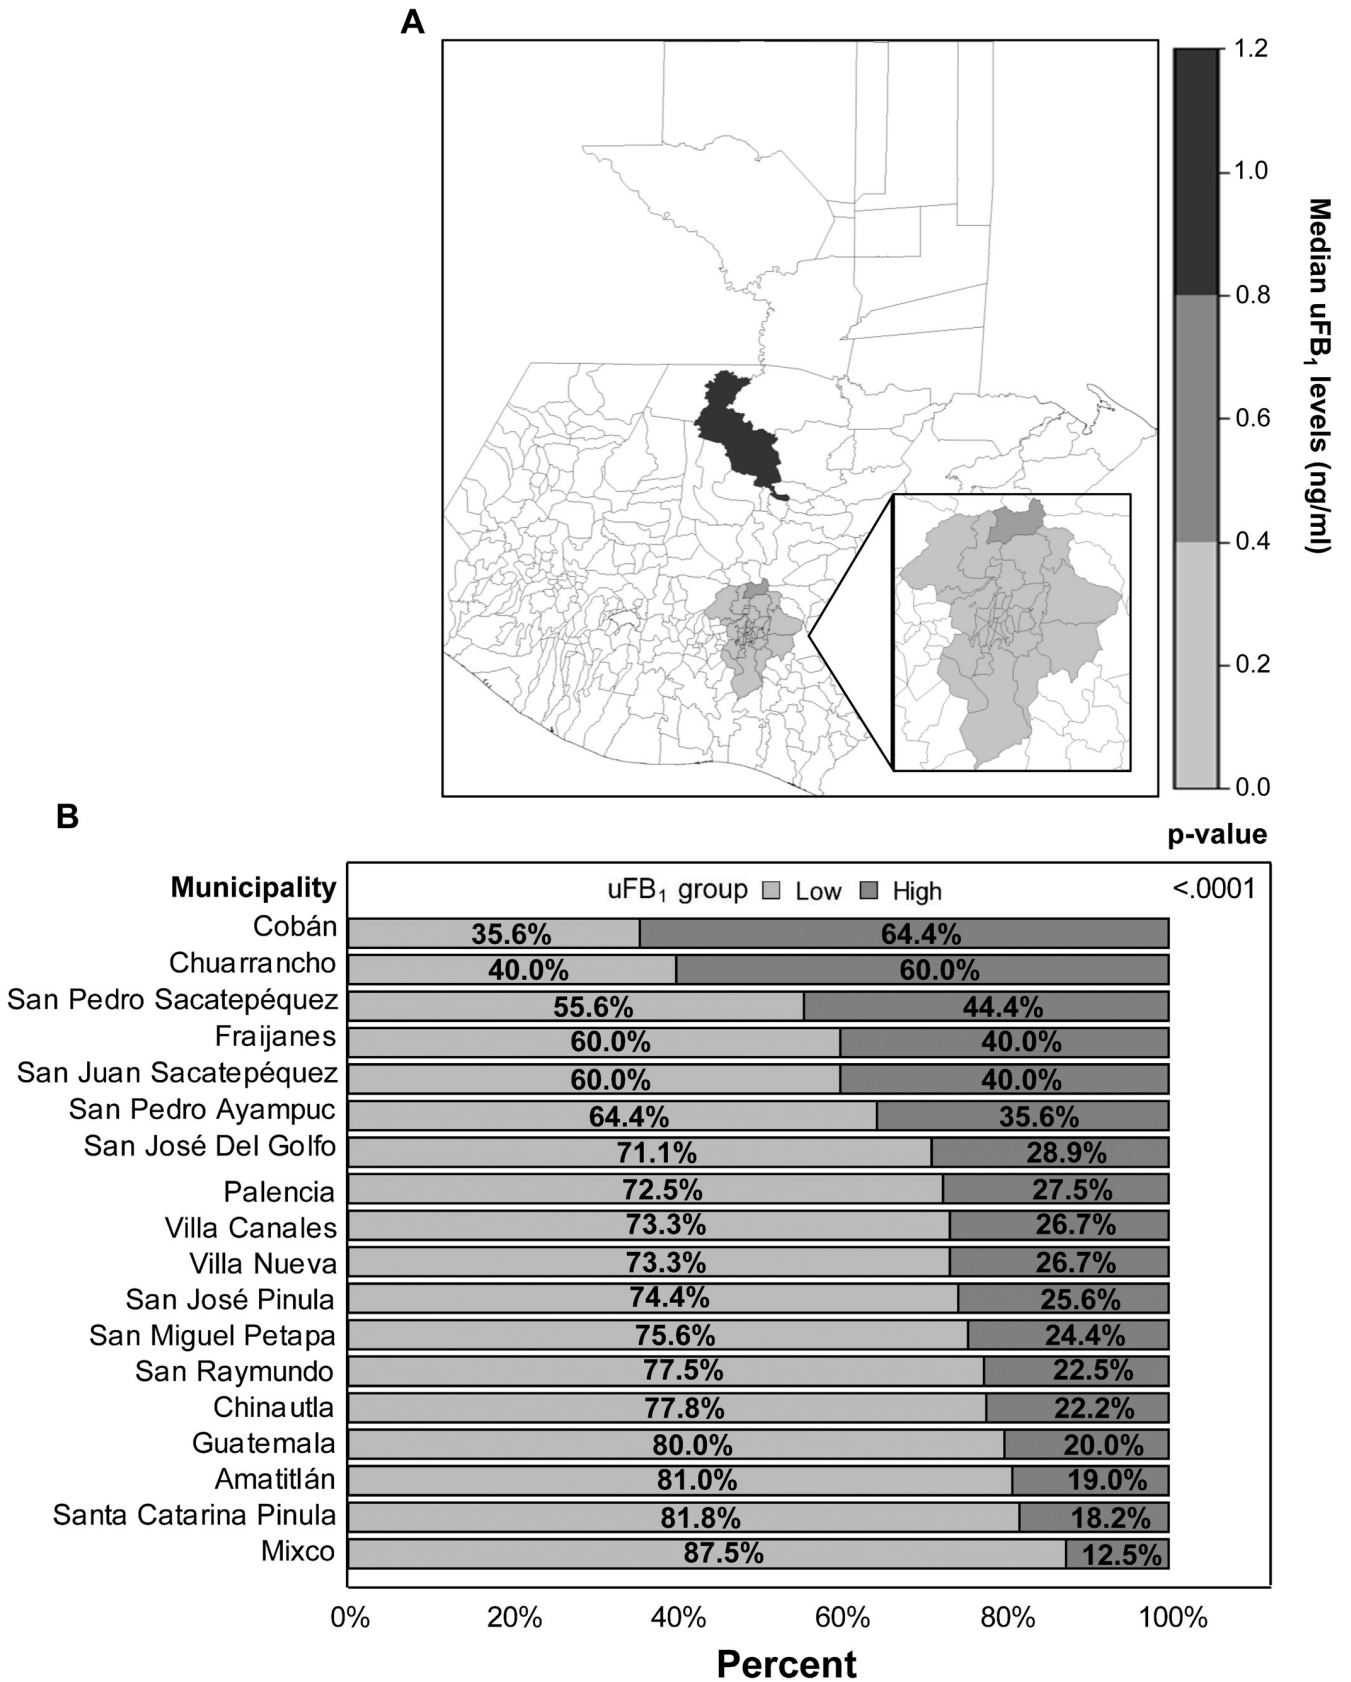 A
1.2
1.0
0.8
0.6
0.4
0.2
0.0
Median uFB1 levels (ng/ml)
B
p-value
Municipality
uFB1 group Low High
<.0001
Cobán 35.6% 64.4%
Chuarrancho 40.0% 60.0%
San Pedro Sacatepéquez 55.6% 44.4%
Fraijanes 60.0% 40.0%
San Juan Sacatepéquez 60.0% 40.0%
San Pedro Ayampuc 64.4% 35.6%
San José Del Golfo 71.1% 28.9%
Palencia 72.5% 27.5%
Villa Canales 73.3% 26.7%
Villa Nueva 73.3% 26.7%
San José Pinula 74.4% 25.6%
San Miguel Petapa 75.6% 24.4%
San Raymundo 77.5% 22.5%
Chinautla 77.8% 22.2%
Guatemala 80.0% 20.0%
Amatitlán 81.0% 19.0%
Santa Catarina Pinula 81.8% 18.2%
Mixco 87.5% 12.5%
0% 20% 40% 60% 80% 100%
Percent